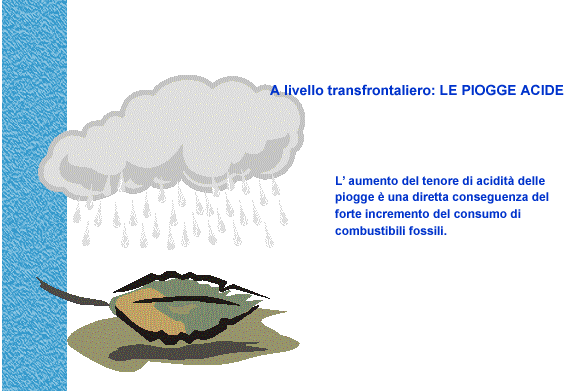 A livello transfrontaliero: LE PIOGGE ACIDE
L’ aumento del tenore di acidità delle
piogge è una diretta conseguenza del
forte incremento del consumo di
combustibili fossili.